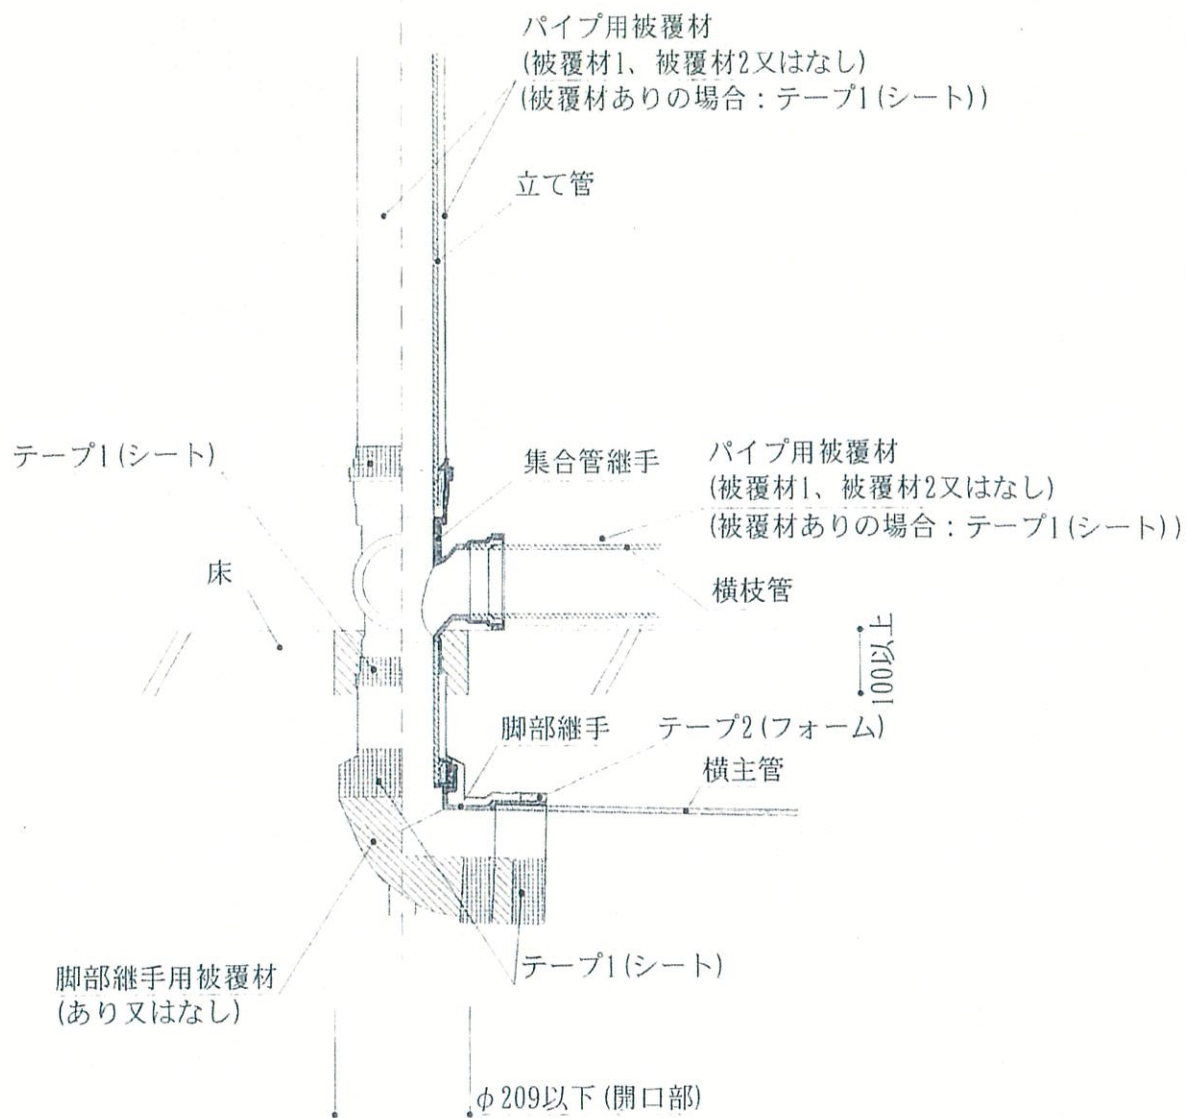 パイプ用被覆材
(被覆材1、被覆材2又はなし)
(被覆材ありの場合：テープ1(シート))
立て管
テープ1(シート)
集合管継手
パイプ用被覆材
(被覆材1、被覆材2又はなし)
(被覆材ありの場合：テープ1(シート))
床
横枝管
100以上
脚部継手
テープ2(フォーム)
横主管
脚部継手用被覆材
(あり又はなし)
テープ1(シート)
φ209以下(開口部)